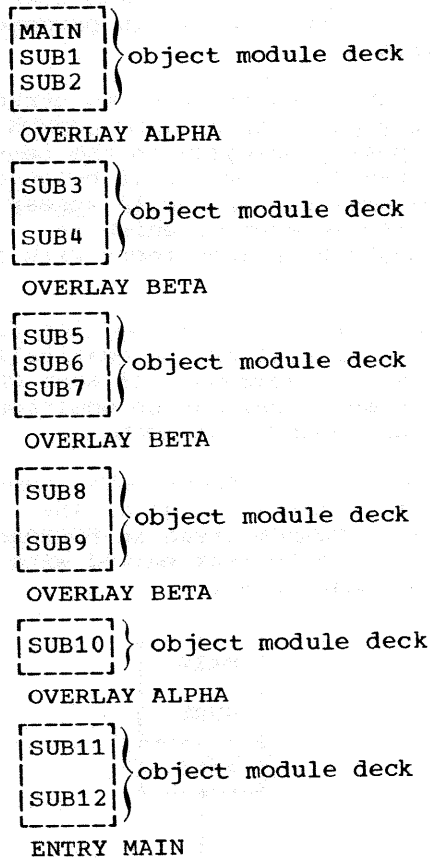 MAIN
SUB1 object module deck
SUB2
OVERLAY ALPHA
SUB3
object module deck
SUB4
OVERLAY BETA
SUB5
SUB6 object module deck
SUB7
OVERLAY BETA
SUB8
object module deck
SUB9
OVERLAY BETA
SUB10 object module deck
OVERLAY ALPHA
SUB11
object module deck
SUB12
ENTRY MAIN